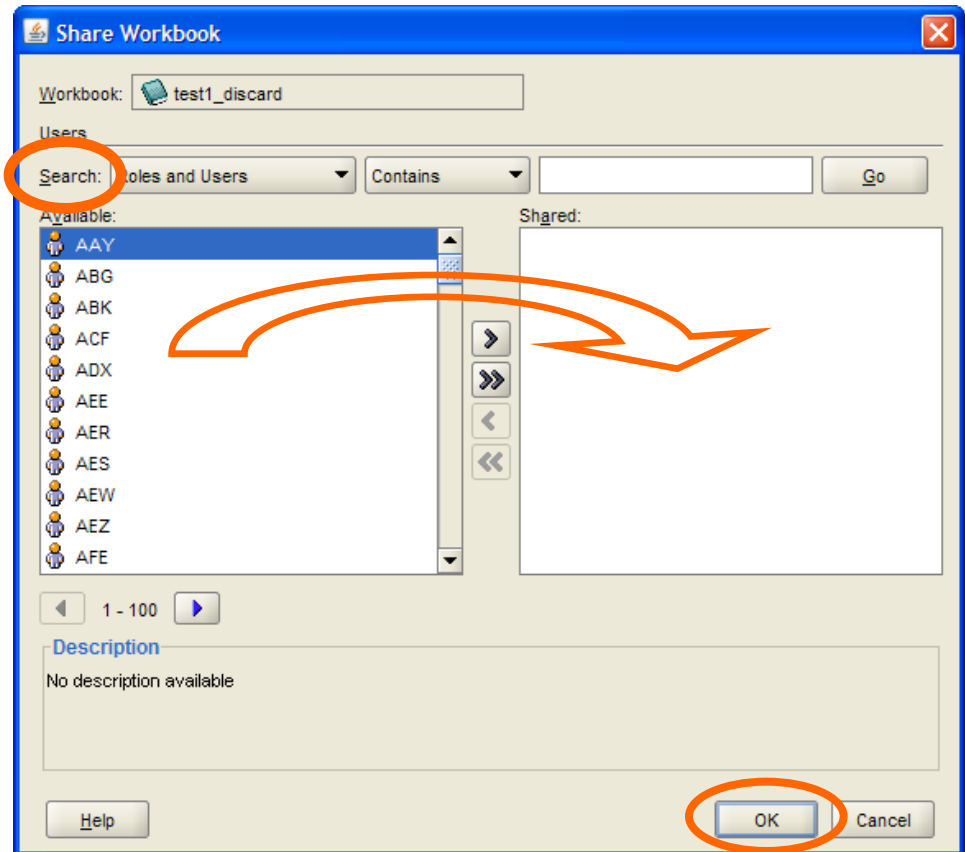 Share Workbook
Workbook: test1_discard
Users
Search: Roles and Users Contains Go
Available: Shared:
AAY
ABG
ABK
ACF
ADX
AEE
AER
AES
AEW
AEZ
AFE
1 - 100
Description
No description available
Help OK Cancel